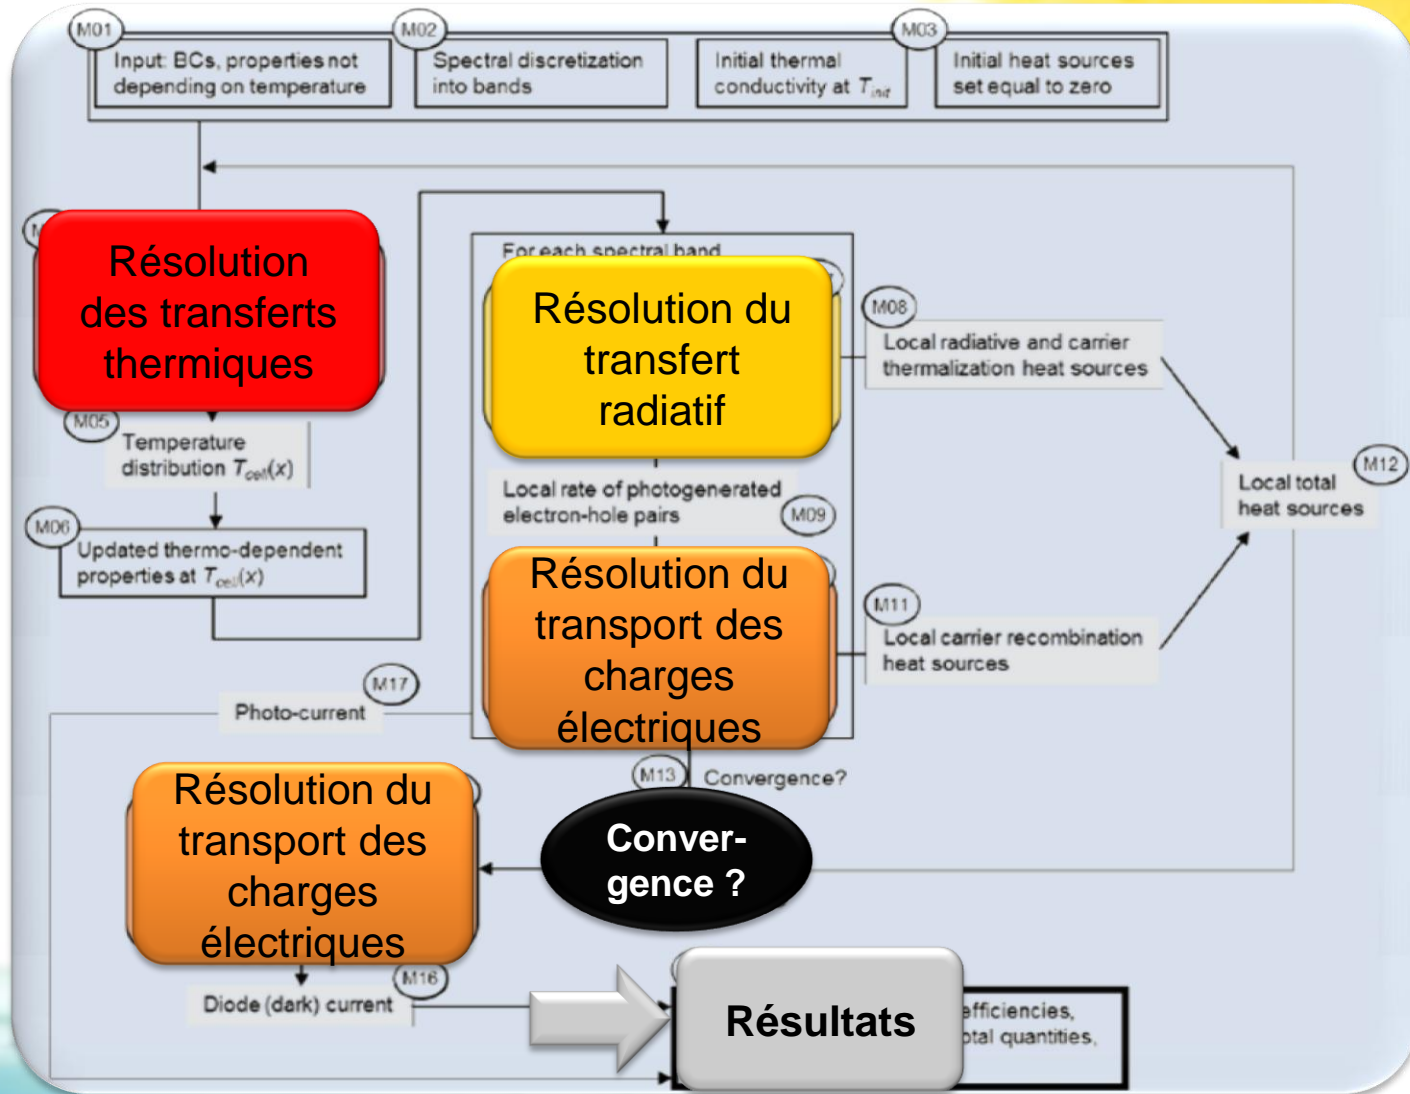 M01
Input: BCs, properties not
depending on temperature
M02
Spectral discretization
into bands
Initial thermal
conductivity at Tinit
M03
Initial heat sources
set equal to zero
Résolution
des transferts
thermiques
For each spectral band
Résolution du
transfert
radiatif
M08
Local radiative and carrier
thermalization heat sources
M05
Temperature
distribution Tcell(x)
M12
Local total
heat sources
Local rate of photogenerated
electron-hole pairs
M09
M06
Updated thermo-dependent
properties at Tcell(x)
Résolution du
transport des
charges
électriques
M11
Local carrier recombination
heat sources
M17
Photo-current
M13
Convergence?
Résolution du
transport des
charges
électriques
Conver-
gence ?
M16
Diode (dark) current
Résultats
efficiencies,
quantities,